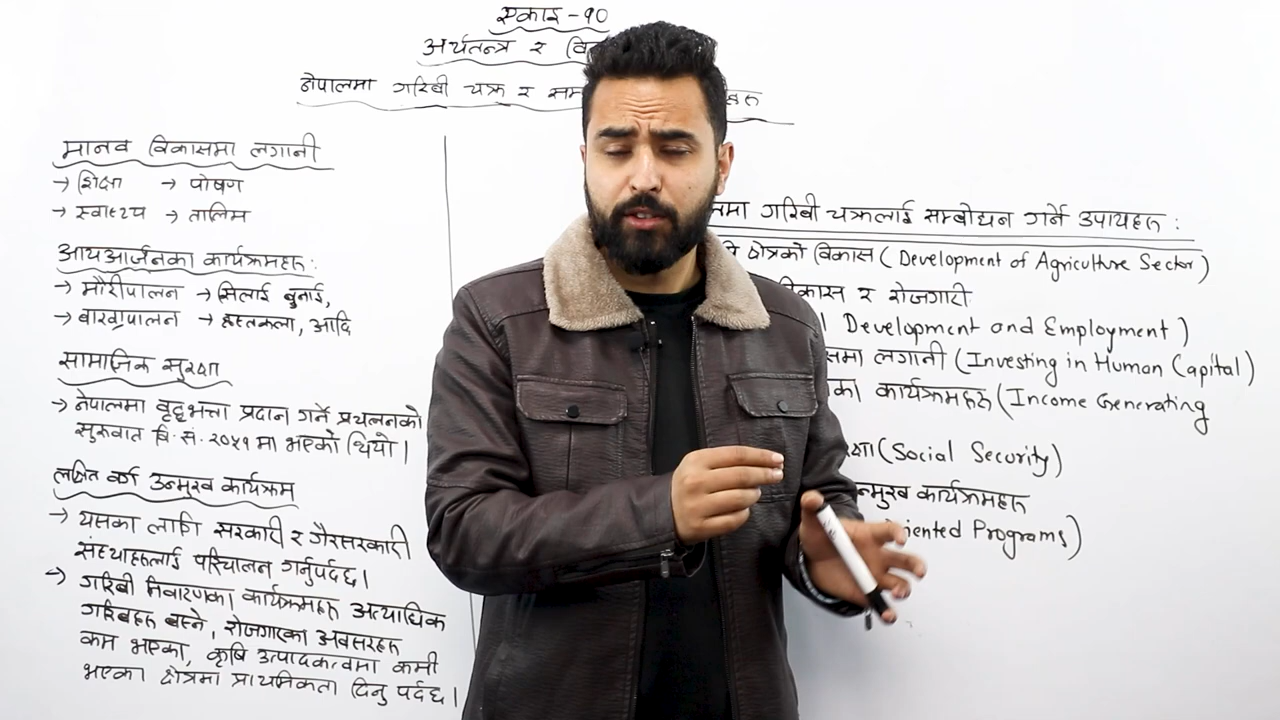 एकाइ - १०
अर्थतन्त्र र वि
नेपालमा गरिबी चक्र र सम
हरू
मानव विकासमा लगानी
→ शिक्षा → पोषण
→ स्वास्थ्य → तालिम
आयआर्जनका कार्यक्रमहरू:
→ मौरीपालन → सिलाई बुनाई,
→ बाख्रापालन → हस्तकला, आदि
सामाजिक सुरक्षा
→ नेपालमा वृद्धभत्ता प्रदान गर्ने प्रचलनको
सुरुवात वि. सं. २०५१ मा भएको थियो।
लक्षित वर्ग उन्मुख कार्यक्रम
→ यसका लागि सरकारी र गैरसरकारी
संस्थाहरूलाई परिचालन गर्नुपर्दछ।
→ गरिबी निवारणका कार्यक्रमहरू अत्याधिक
गरिबहरू बस्ने, रोजगारका अवसरहरू
कम भएका, कृषि उत्पादकत्वमा कमी
भएका क्षेत्रमा प्राथमिकता दिनु पर्दछ।
लमा गरिबी चक्रलाई सम्बोधन गर्ने उपायहरू :
षि क्षेत्रको विकास ( Development of Agriculture Sector )
विकास र रोजगारी
l Development and Employment )
समा लगानी ( Investing in Human Capital )
का कार्यक्रमहरू ( Income Generating
रक्षा ( Social Security )
न्मुख कार्यक्रमहरू
iented Programs )